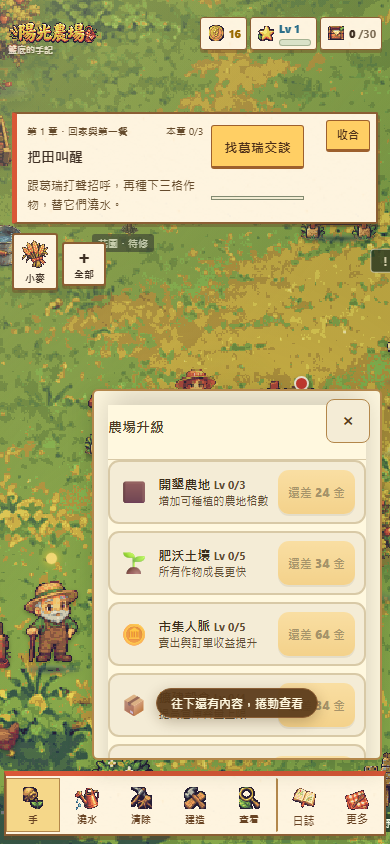 陽光農場
籃底的手記
16
Lv 1
0 /30
第 1 章 · 回家與第一餐
本章 0/3
把田叫醒
跟葛瑞打聲招呼，再種下三格作物，替它們澆水。
找葛瑞交談
收合
小麥
+
全部
花圃 · 待修
!
農場升級
×
開墾農地 Lv 0/3
增加可種植的農地格數
還差 24 金
肥沃土壤 Lv 0/5
所有作物成長更快
還差 34 金
市集人脈 Lv 0/5
賣出與訂單收益提升
還差 64 金
往下還有內容，捲動查看
手
澆水
清除
建造
查看
日誌
更多